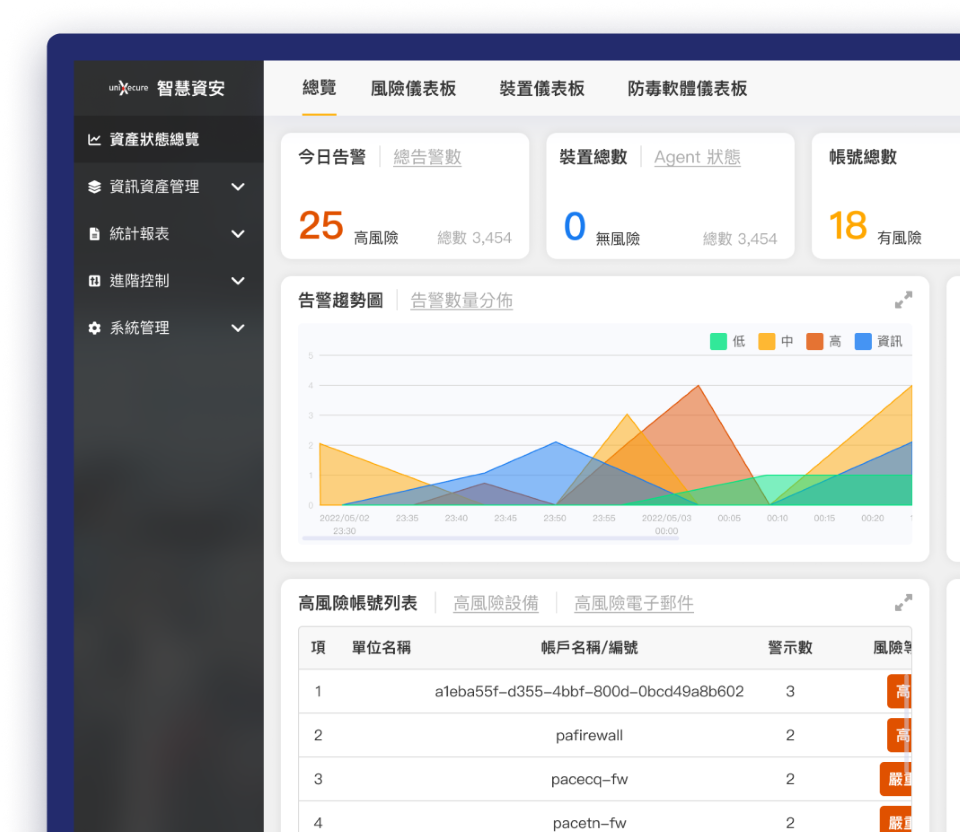 uniXecure 智慧資安
總覽 風險儀表板 裝置儀表板 防毒軟體儀表板
資產狀態總覽
資訊資產管理
統計報表
進階控制
系統管理
今日告警 總告警數
25 高風險 總數 3,454
裝置總數 Agent 狀態
0 無風險 總數 3,454
帳號總數
18 有風險
告警趨勢圖 告警數量分佈
低 中 高 資訊
5
4
3
2
1
0
2022/05/02 23:35 23:40 23:45 23:50 23:55 2022/05/03 00:05 00:10 00:15 00:20
23:30 00:00
高風險帳號列表 高風險設備 高風險電子郵件
項 單位名稱 帳戶名稱/編號 警示數 風險等
1 a1eba55f-d355-4bbf-800d-0bcd49a8b602 3 高
2 pafirewall 2 高
3 pacecq-fw 2 嚴重
4 pacetn-fw 2 嚴重